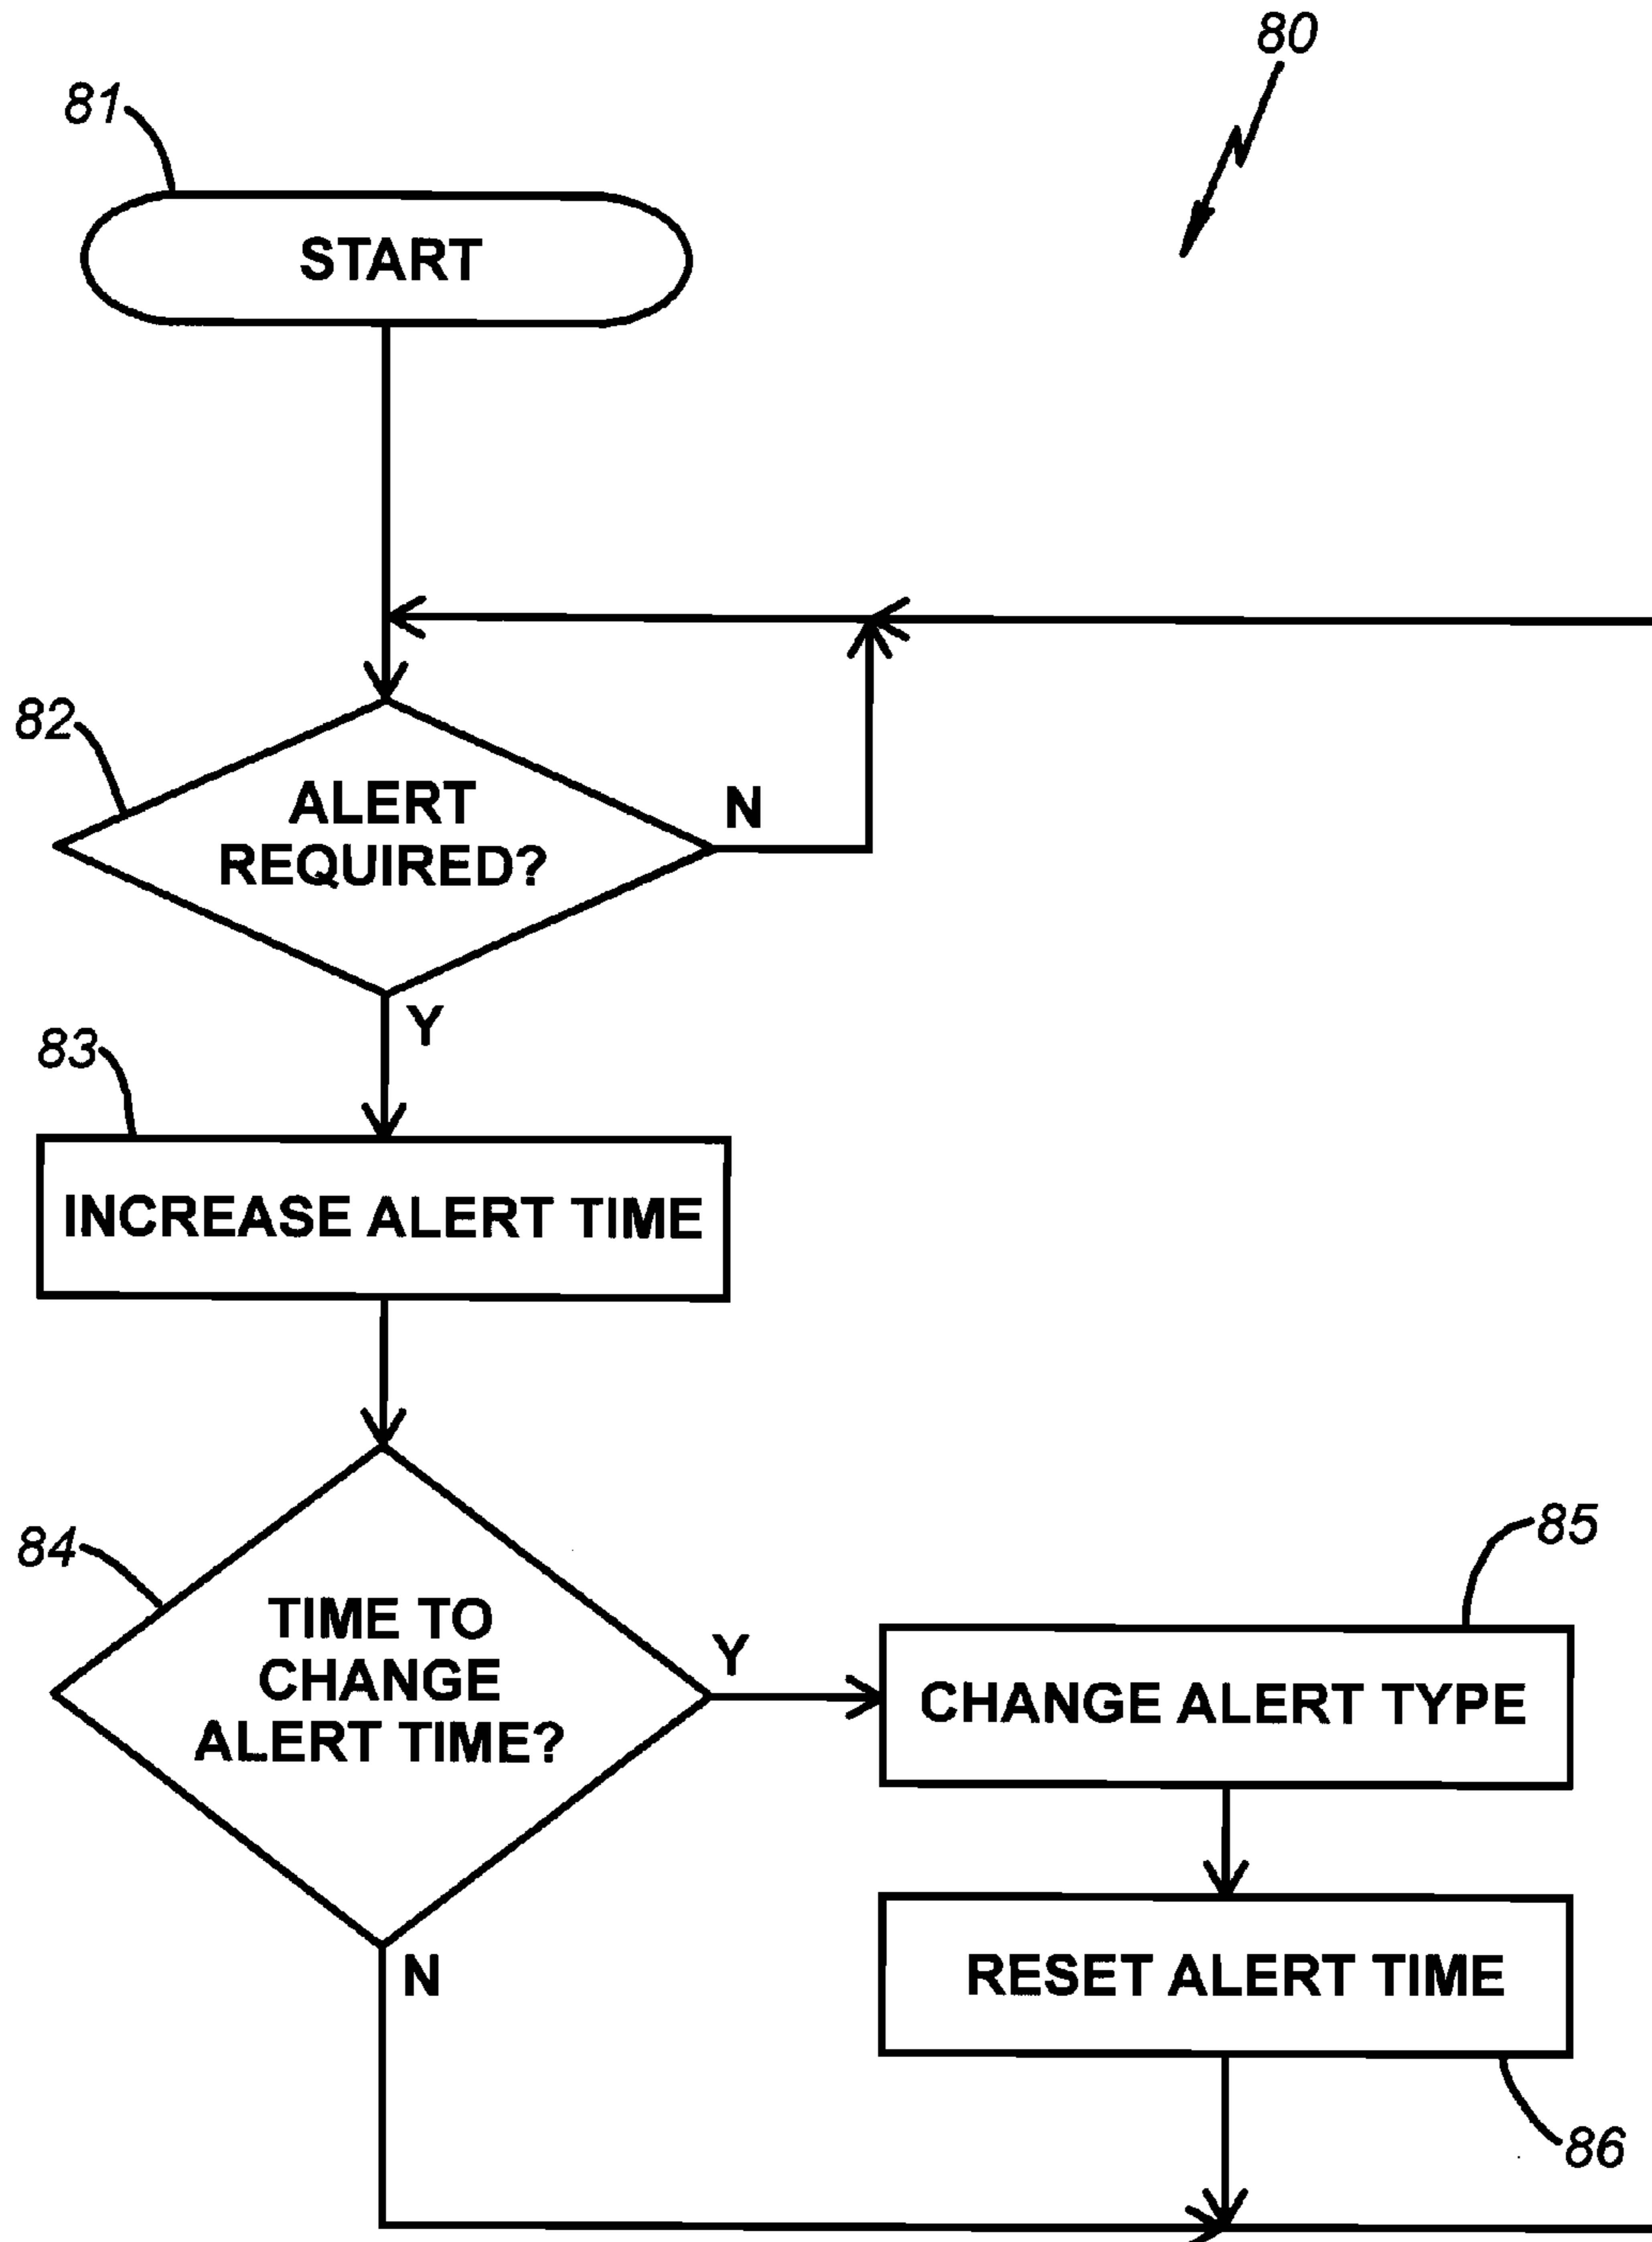 80
81
START
82
ALERT
REQUIRED?
N
Y
83
INCREASE ALERT TIME
84
TIME TO
CHANGE
ALERT TIME?
Y
N
85
CHANGE ALERT TYPE
RESET ALERT TIME
86